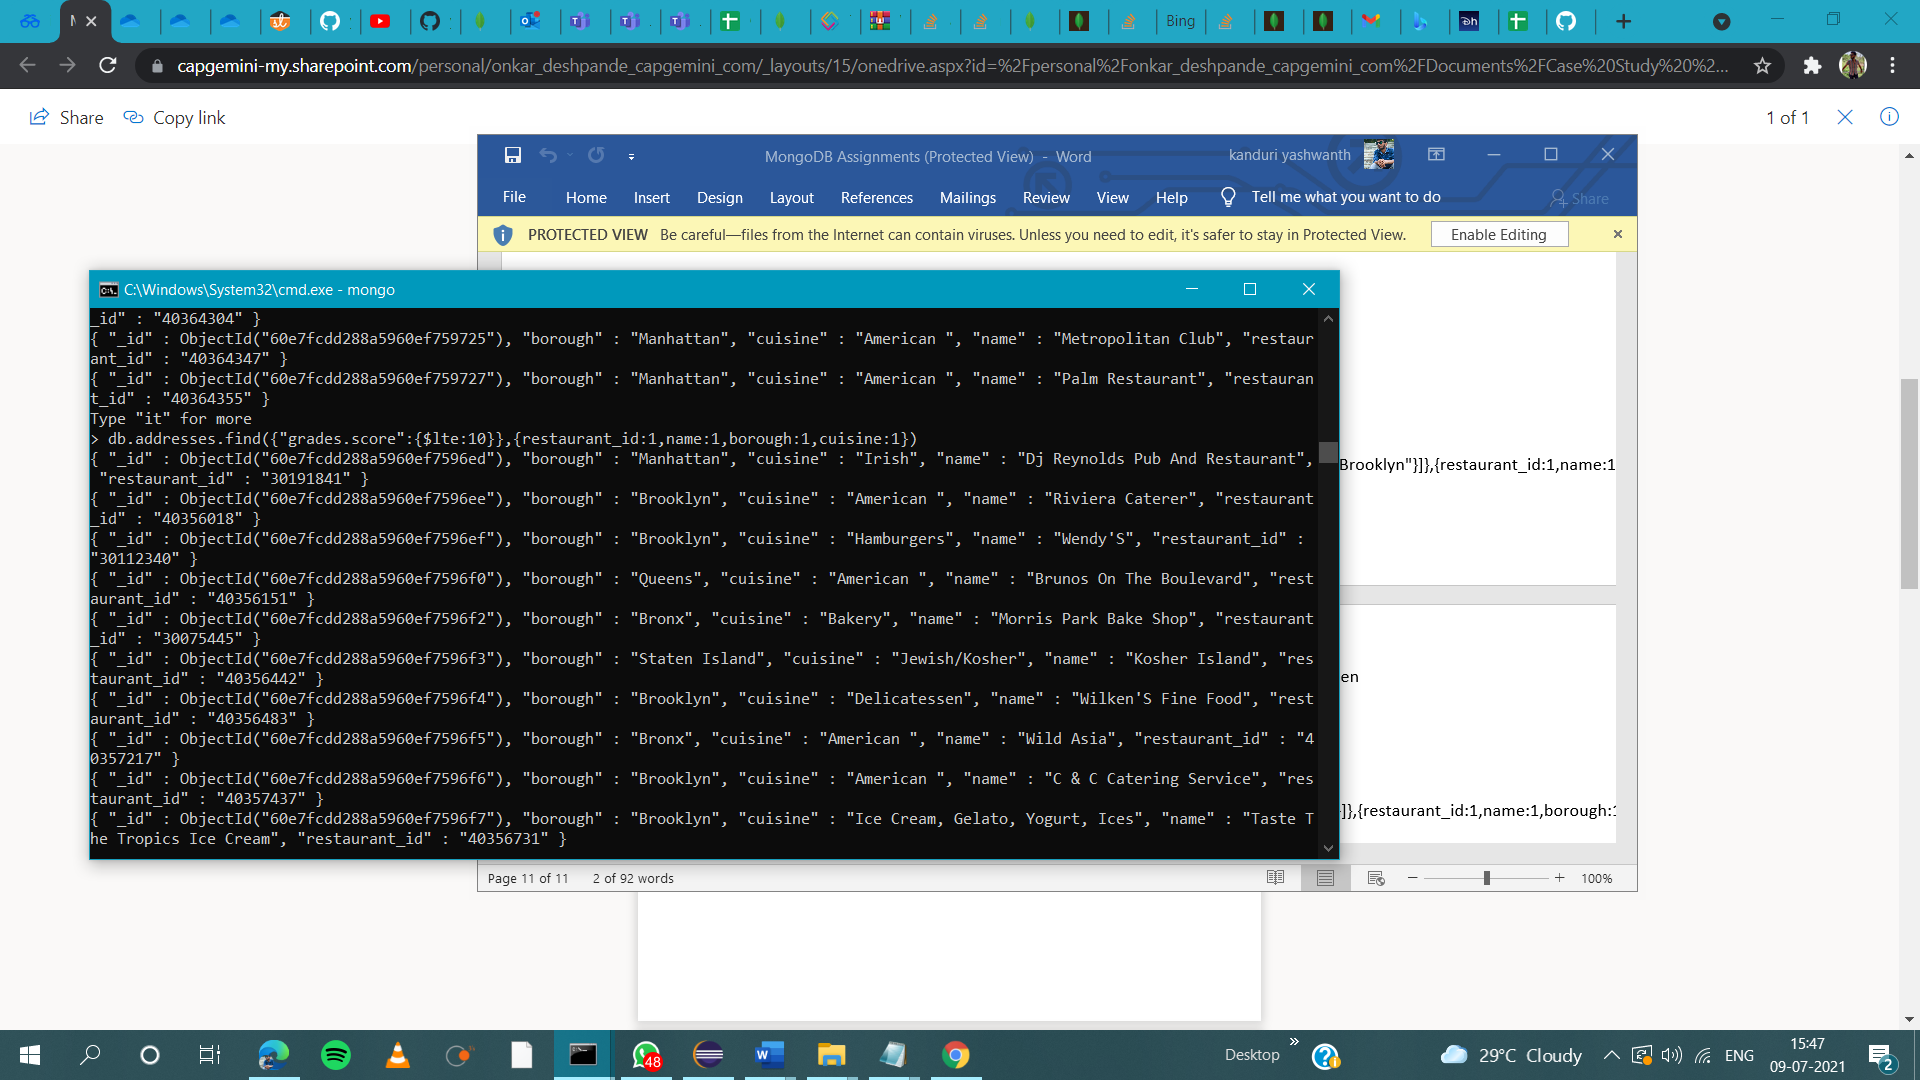 Bing
capgemini-my.sharepoint.com/personal/onkar_deshpande_capgemini_com/_layouts/15/onedrive.aspx?id=%2Fpersonal%2Fonkar_deshpande_capgemini_com%2FDocuments%2FCase%20Study%20%2...
Share
Copy link
1 of 1
MongoDB Assignments (Protected View) - Word
kanduri yashwanth
File Home Insert Design Layout References Mailings Review View Help Tell me what you want to do Share
PROTECTED VIEW Be careful—files from the Internet can contain viruses. Unless you need to edit, it's safer to stay in Protected View. Enable Editing
C:\Windows\System32\cmd.exe - mongo
_id" : "40364304" }
{ "_id" : ObjectId("60e7fcdd288a5960ef759725"), "borough" : "Manhattan", "cuisine" : "American ", "name" : "Metropolitan Club", "restaur
ant_id" : "40364347" }
{ "_id" : ObjectId("60e7fcdd288a5960ef759727"), "borough" : "Manhattan", "cuisine" : "American ", "name" : "Palm Restaurant", "restauran
t_id" : "40364355" }
Type "it" for more
> db.addresses.find({"grades.score":{$lte:10}},{restaurant_id:1,name:1,borough:1,cuisine:1})
{ "_id" : ObjectId("60e7fcdd288a5960ef7596ed"), "borough" : "Manhattan", "cuisine" : "Irish", "name" : "Dj Reynolds Pub And Restaurant",
"restaurant_id" : "30191841" }
{ "_id" : ObjectId("60e7fcdd288a5960ef7596ee"), "borough" : "Brooklyn", "cuisine" : "American ", "name" : "Riviera Caterer", "restaurant
_id" : "40356018" }
{ "_id" : ObjectId("60e7fcdd288a5960ef7596ef"), "borough" : "Brooklyn", "cuisine" : "Hamburgers", "name" : "Wendy'S", "restaurant_id" :
"30112340" }
{ "_id" : ObjectId("60e7fcdd288a5960ef7596f0"), "borough" : "Queens", "cuisine" : "American ", "name" : "Brunos On The Boulevard", "rest
aurant_id" : "40356151" }
{ "_id" : ObjectId("60e7fcdd288a5960ef7596f2"), "borough" : "Bronx", "cuisine" : "Bakery", "name" : "Morris Park Bake Shop", "restaurant
_id" : "30075445" }
{ "_id" : ObjectId("60e7fcdd288a5960ef7596f3"), "borough" : "Staten Island", "cuisine" : "Jewish/Kosher", "name" : "Kosher Island", "res
taurant_id" : "40356442" }
{ "_id" : ObjectId("60e7fcdd288a5960ef7596f4"), "borough" : "Brooklyn", "cuisine" : "Delicatessen", "name" : "Wilken'S Fine Food", "rest
aurant_id" : "40356483" }
{ "_id" : ObjectId("60e7fcdd288a5960ef7596f5"), "borough" : "Bronx", "cuisine" : "American ", "name" : "Wild Asia", "restaurant_id" : "4
0357217" }
{ "_id" : ObjectId("60e7fcdd288a5960ef7596f6"), "borough" : "Brooklyn", "cuisine" : "American ", "name" : "C & C Catering Service", "res
taurant_id" : "40357437" }
{ "_id" : ObjectId("60e7fcdd288a5960ef7596f7"), "borough" : "Brooklyn", "cuisine" : "Ice Cream, Gelato, Yogurt, Ices", "name" : "Taste T
he Tropics Ice Cream", "restaurant_id" : "40356731" }
Brooklyn"}]},{restaurant_id:1,name:1
en
]},{restaurant_id:1,name:1,borough:1
Page 11 of 11 2 of 92 words
100%
48
Desktop
29°C Cloudy
ENG
15:47
09-07-2021
2